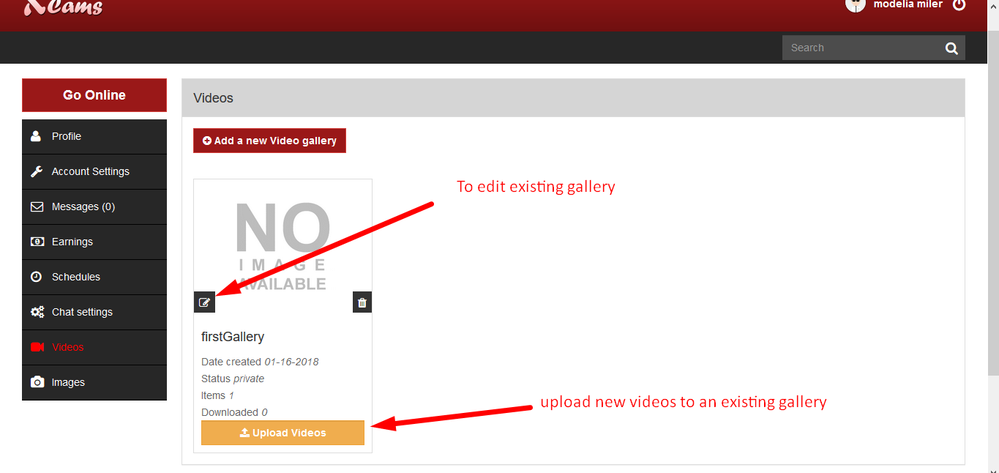 XCams
modelia miler
Search
Go Online
Profile
Account Settings
Messages (0)
Earnings
Schedules
Chat settings
Videos
Images
Videos
Add a new Video gallery
To edit existing gallery
NO
IMAGE
AVAILABLE
firstGallery
Date created 01-16-2018
Status private
Items 1
Downloaded 0
Upload Videos
upload new videos to an existing gallery